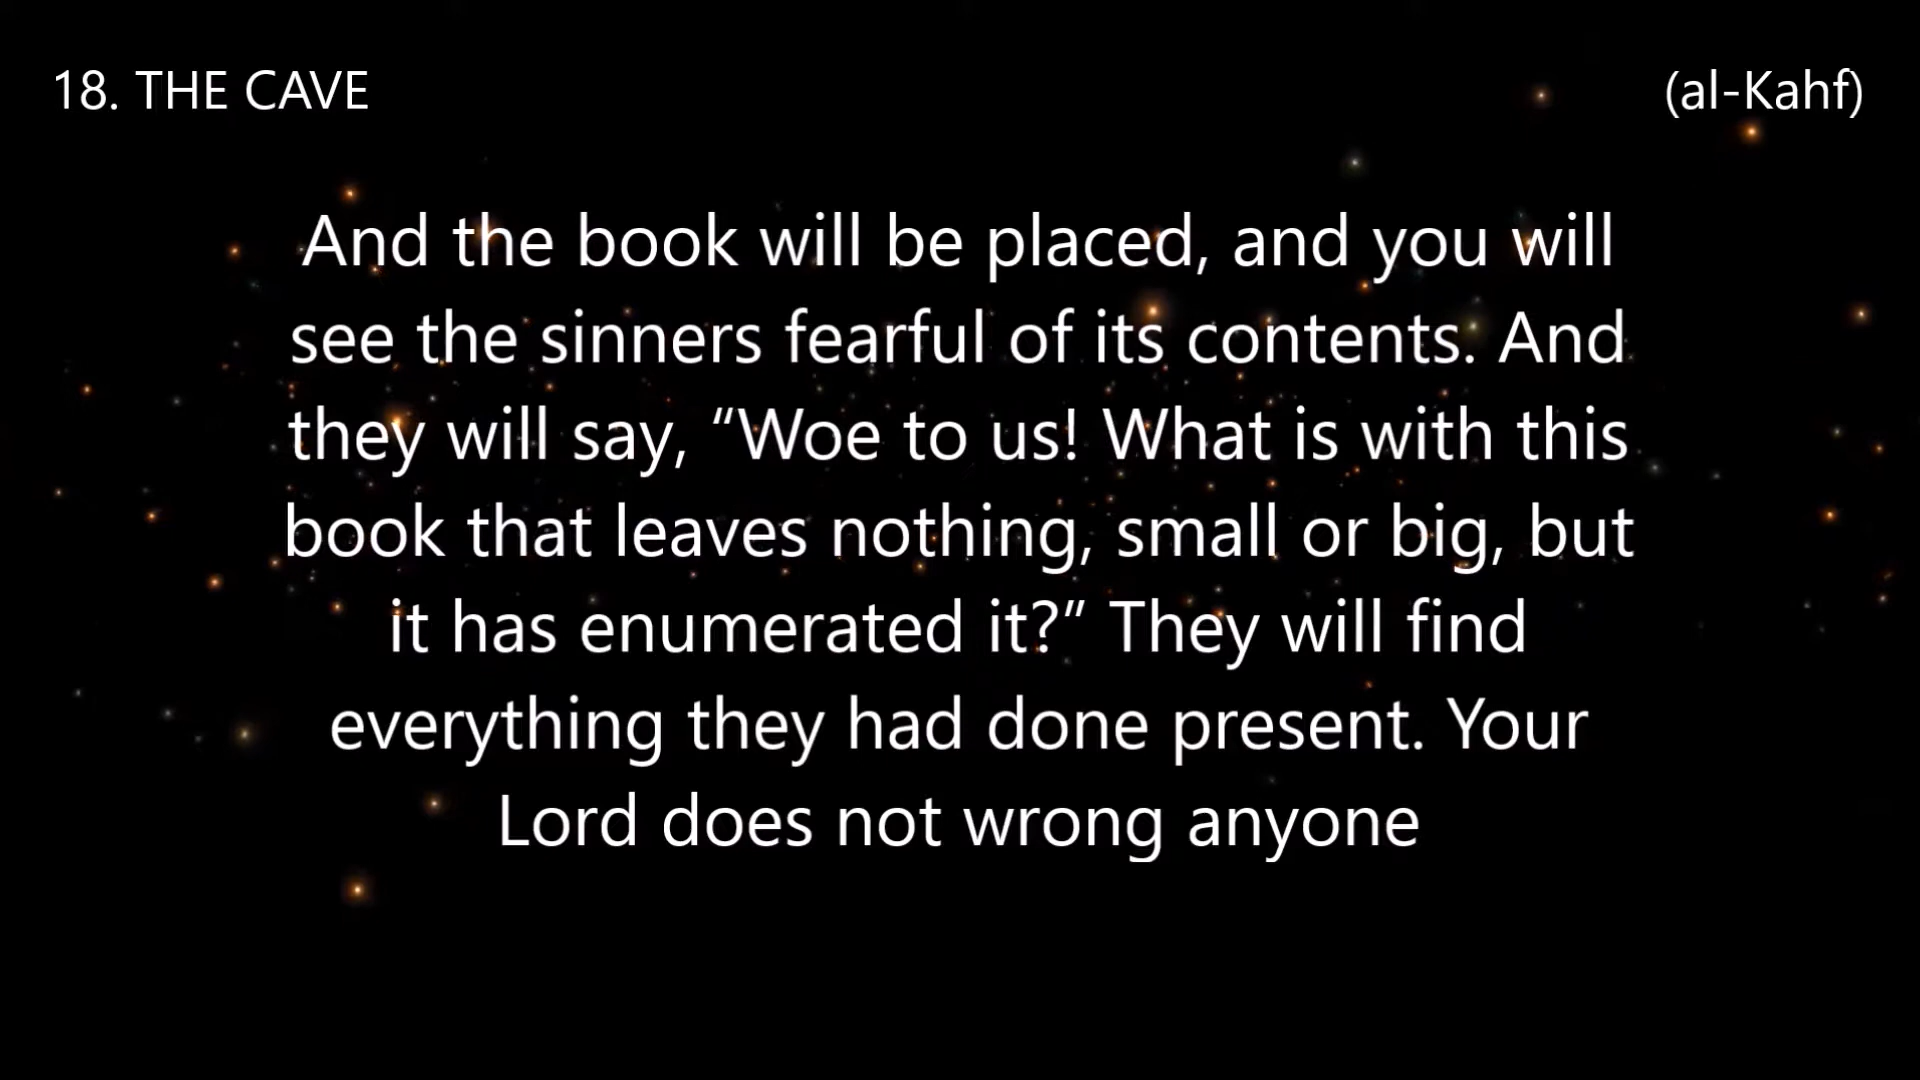 18. THE CAVE
(al-Kahf)
And the book will be placed, and you will
see the sinners fearful of its contents. And
they will say, “Woe to us! What is with this
book that leaves nothing, small or big, but
it has enumerated it?” They will find
everything they had done present. Your
Lord does not wrong anyone